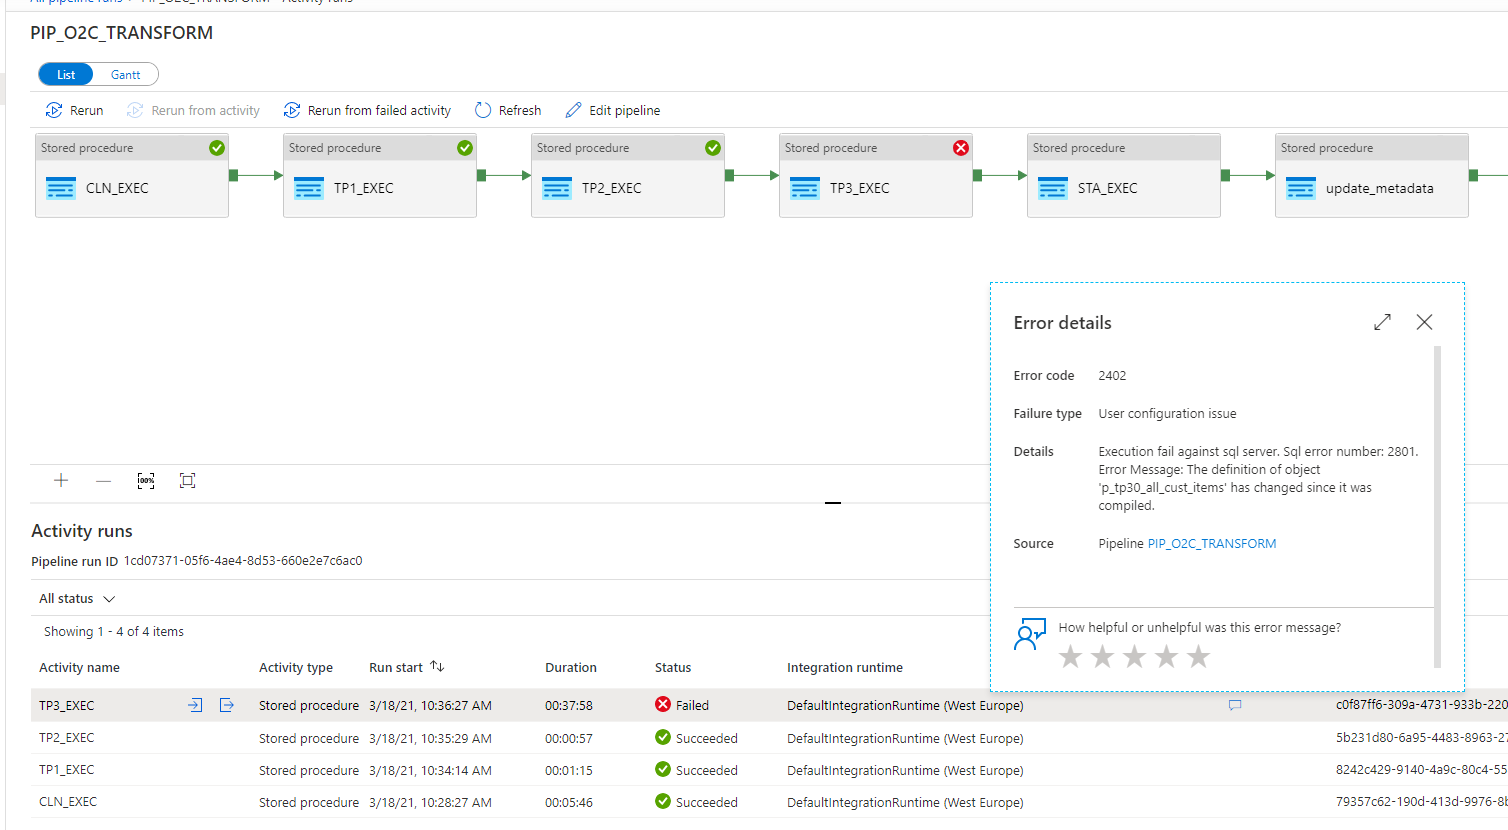 PIP_O2C_TRANSFORM
List Gantt
Rerun Rerun from activity Rerun from failed activity Refresh Edit pipeline
Stored procedure Stored procedure Stored procedure Stored procedure Stored procedure Stored procedure
CLN_EXEC TP1_EXEC TP2_EXEC TP3_EXEC STA_EXEC update_metadata
Error details
Error code 2402
Failure type User configuration issue
Details Execution fail against sql server. Sql error number: 2801.
Error Message: The definition of object
'p_tp30_all_cust_items' has changed since it was
compiled.
Source Pipeline PIP_O2C_TRANSFORM
How helpful or unhelpful was this error message?
100%
Activity runs
Pipeline run ID 1cd07371-05f6-4ae4-8d53-660e2e7c6ac0
All status
Showing 1 - 4 of 4 items
Activity name Activity type Run start Duration Status Integration runtime
TP3_EXEC Stored procedure 3/18/21, 10:36:27 AM 00:37:58 Failed DefaultIntegrationRuntime (West Europe) c0f87ff6-309a-4731-933b-220
TP2_EXEC Stored procedure 3/18/21, 10:35:29 AM 00:00:57 Succeeded DefaultIntegrationRuntime (West Europe) 5b231d80-6a95-4483-8963-27
TP1_EXEC Stored procedure 3/18/21, 10:34:14 AM 00:01:15 Succeeded DefaultIntegrationRuntime (West Europe) 8242c429-9140-4a9c-80c4-55
CLN_EXEC Stored procedure 3/18/21, 10:28:27 AM 00:05:46 Succeeded DefaultIntegrationRuntime (West Europe) 79357c62-190d-413d-9976-8b